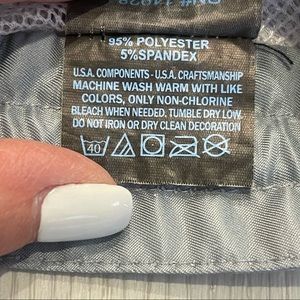 95% POLYESTER
5%SPANDEX
U.S.A. COMPONENTS - U.S.A. CRAFTSMANSHIP
MACHINE WASH WARM WITH LIKE
COLORS, ONLY NON-CHLORINE
BLEACH WHEN NEEDED. TUMBLE DRY LOW.
DO NOT IRON OR DRY CLEAN DECORATION
40